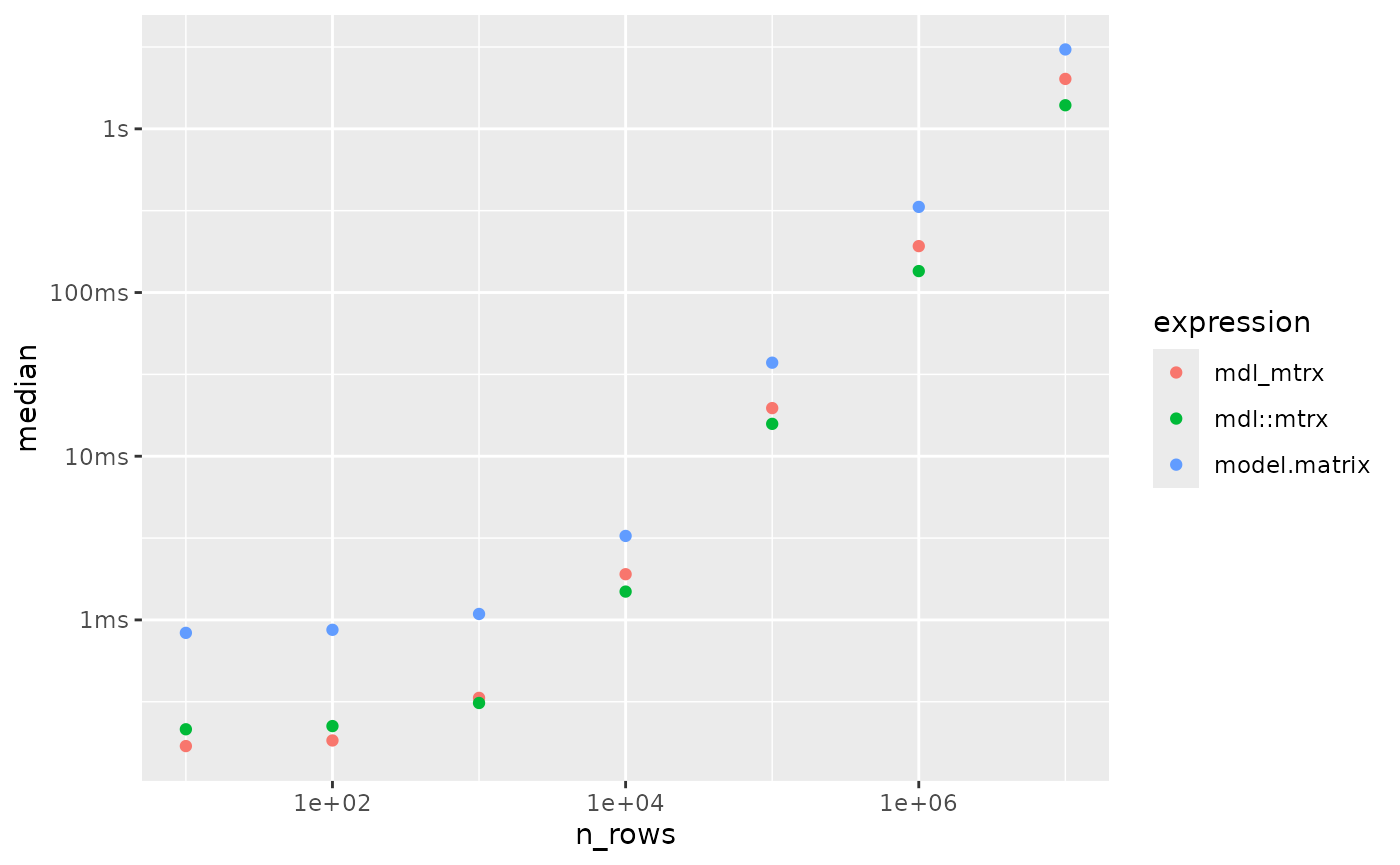 median
1s
100ms
10ms
1ms
1e+02
1e+04
1e+06
n_rows
expression
mdl_mtrx
mdl::mtrx
model.matrix